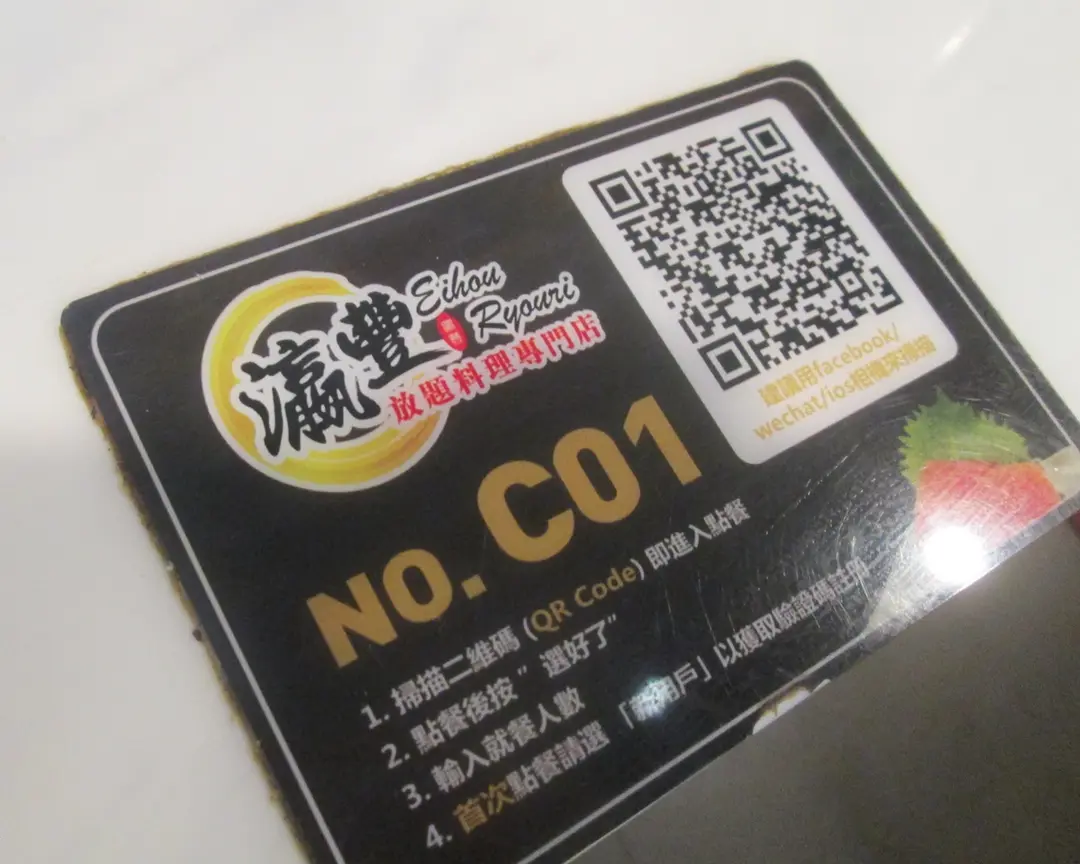 瀛豐
Eihou
Ryouri
放題料理專門店
建議用facebook/
wechat/ios相機來掃描
NO. C01
1. 掃描二維碼 (QR Code) 即進入點餐
2. 點餐後按”選好了”
3. 輸入就餐人數
4. 首次點餐請選「新用戶」以獲取驗證碼註冊